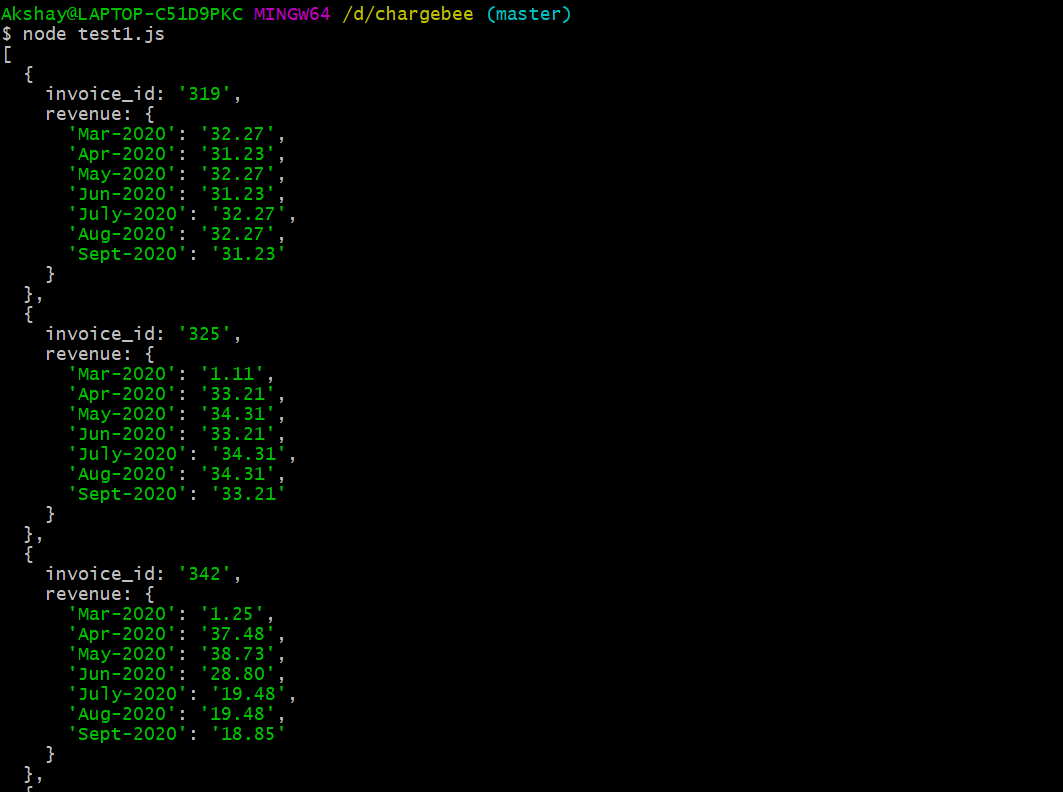 Akshay@LAPTOP-C51D9PKC MINGW64 /d/chargebee (master)
$ node test1.js
[
  {
    invoice_id: '319',
    revenue: {
      'Mar-2020': '32.27',
      'Apr-2020': '31.23',
      'May-2020': '32.27',
      'Jun-2020': '31.23',
      'July-2020': '32.27',
      'Aug-2020': '32.27',
      'Sept-2020': '31.23'
    }
  },
  {
    invoice_id: '325',
    revenue: {
      'Mar-2020': '1.11',
      'Apr-2020': '33.21',
      'May-2020': '34.31',
      'Jun-2020': '33.21',
      'July-2020': '34.31',
      'Aug-2020': '34.31',
      'Sept-2020': '33.21'
    }
  },
  {
    invoice_id: '342',
    revenue: {
      'Mar-2020': '1.25',
      'Apr-2020': '37.48',
      'May-2020': '38.73',
      'Jun-2020': '28.80',
      'July-2020': '19.48',
      'Aug-2020': '19.48',
      'Sept-2020': '18.85'
    }
  },
  {